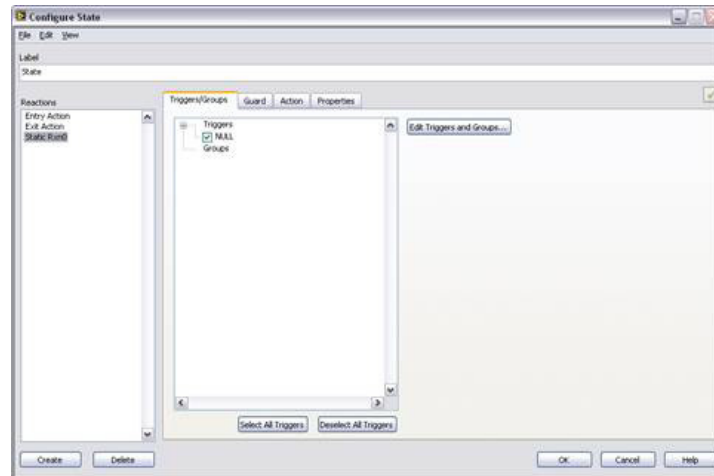 Configure State
File Edit View
Label
State
Reactions
Entry Action
Exit Action
Static Rxn0
Triggers/Groups Guard Action Properties
Triggers
NULL
Groups
Edit Triggers and Groups...
Select All Triggers Deselect All Triggers
Create Delete
OK Cancel Help